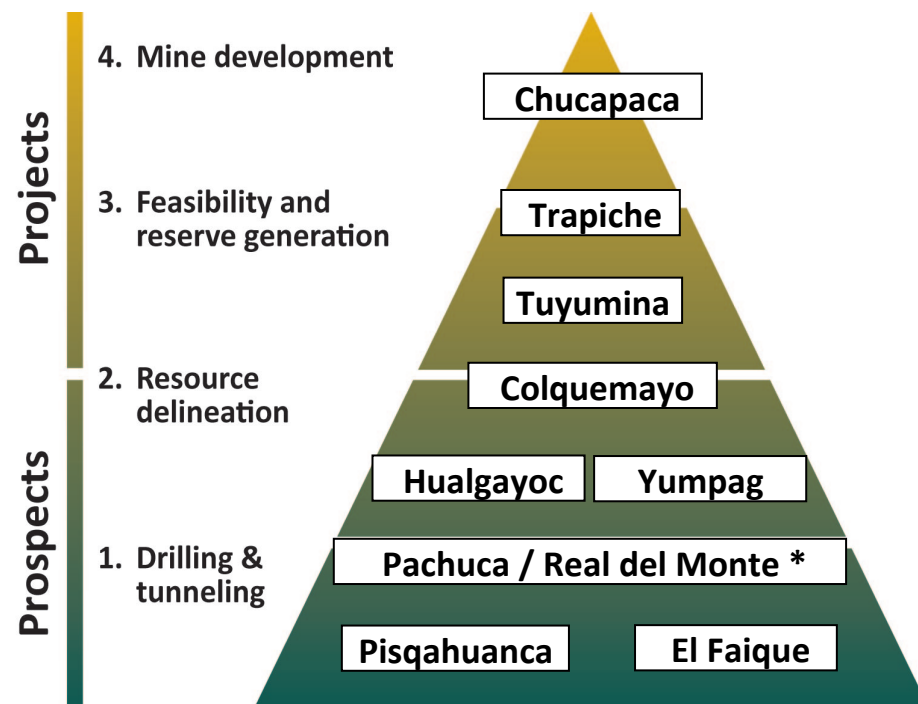 Projects
4. Mine development
Chucapaca
3. Feasibility and
reserve generation
Trapiche
Tuyumina
Prospects
2. Resource
delineation
Colquemayo
Hualgayoc
Yumpag
1. Drilling &
tunneling
Pachuca / Real del Monte *
Pisqahuanca
El Faique